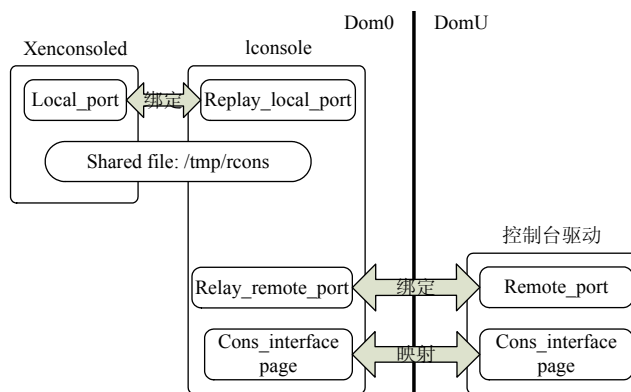 Dom0
DomU
Xenconsoled
lconsole
Local_port
绑定
Replay_local_port
Shared file: /tmp/rcons
控制台驱动
Relay_remote_port
绑定
Remote_port
Cons_interface
page
映射
Cons_interface
page